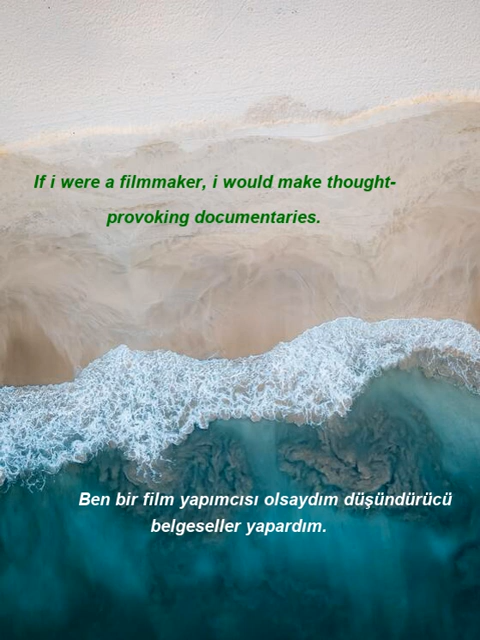 If i were a filmmaker, i would make thought-
provoking documentaries.
Ben bir film yapımcısı olsaydım düşündürücü
belgeseller yapardım.